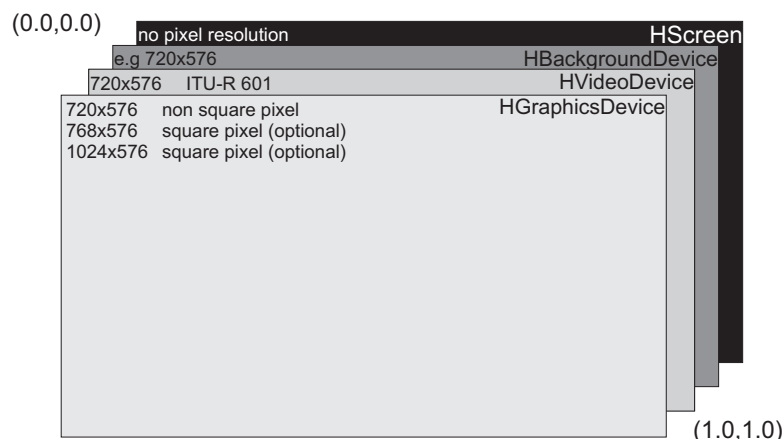 (0.0,0.0)
no pixel resolution HScreen
e.g 720x576 HBackgroundDevice
720x576 ITU-R 601 HVideoDevice
720x576 non square pixel HGraphicsDevice
768x576 square pixel (optional)
1024x576 square pixel (optional)
(1.0,1.0)